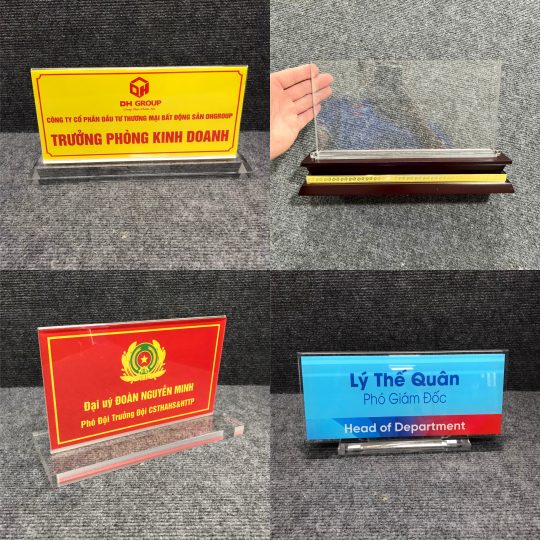 DH GROUP
CÔNG TY CỔ PHẦN ĐẦU TƯ THƯƠNG MẠI BẤT ĐỘNG SẢN DHGROUP
TRƯỞNG PHÒNG KINH DOANH
Đại uý ĐOÀN NGUYÊN MINH
Phó Đội Trưởng Đội CSTHAHS&HTTP
Lý Thế Quân
Phó Giám Đốc
Head of Department